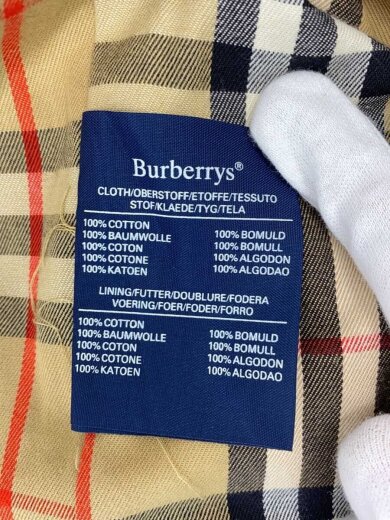 Burberrys®
CLOTH/OBERSTOFF/ETOFFE/TESSUTO
STOF/KLAEDE/TYG/TELA
100% COTTON
100% BAUMWOLLE 100% BOMULD
100% COTON 100% BOMULL
100% COTONE 100% ALGODON
100% KATOEN 100% ALGODAO
LINING/FUTTER/DOUBLURE/FODERA
VOERING/FOER/FODER/FORRO
100% COTTON
100% BAUMWOLLE 100% BOMULD
100% COTON 100% BOMULL
100% COTONE 100% ALGODON
100% KATOEN 100% ALGODAO